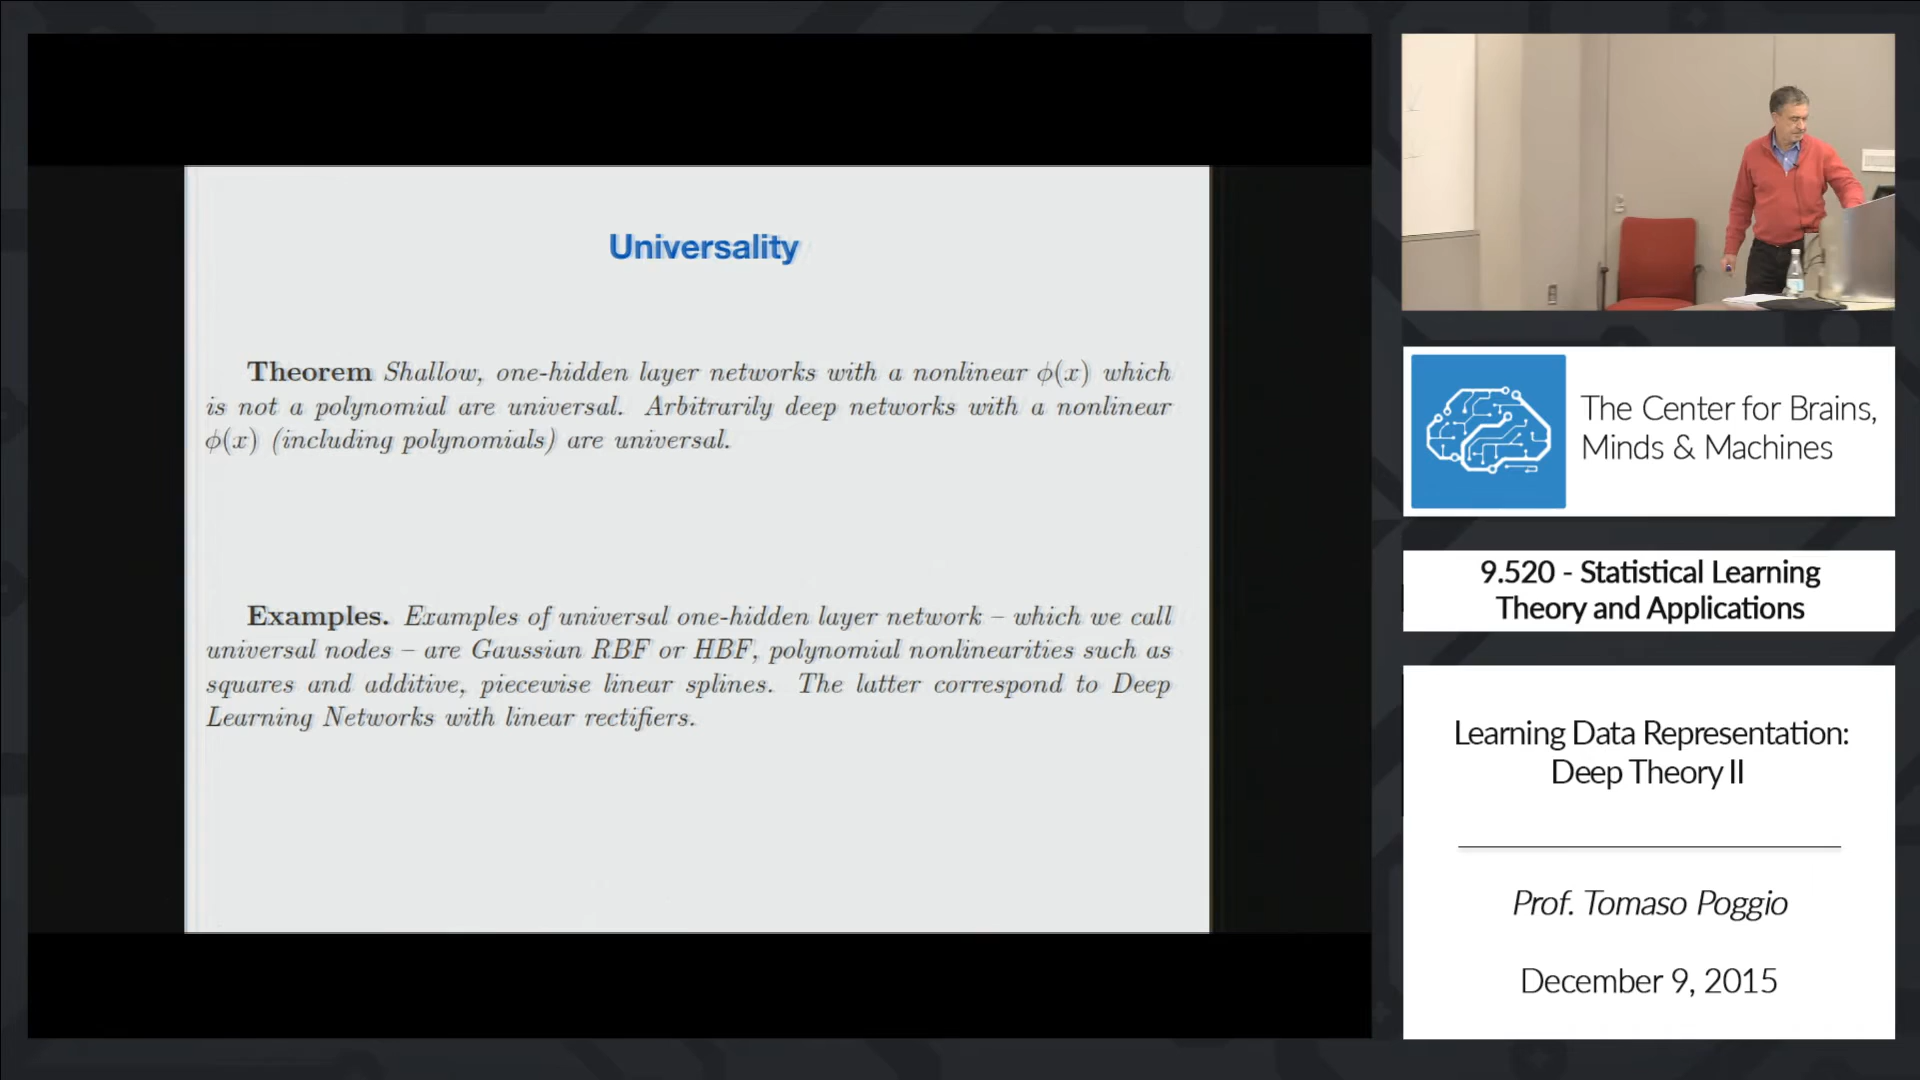 Universality
Theorem Shallow, one-hidden layer networks with a nonlinear ϕ(x) which
is not a polynomial are universal. Arbitrarily deep networks with a nonlinear
ϕ(x) (including polynomials) are universal.
Examples. Examples of universal one-hidden layer network – which we call
universal nodes – are Gaussian RBF or HBF, polynomial nonlinearities such as
squares and additive, piecewise linear splines. The latter correspond to Deep
Learning Networks with linear rectifiers.
The Center for Brains,
Minds & Machines
9.520 - Statistical Learning
Theory and Applications
Learning Data Representation:
Deep Theory II
Prof. Tomaso Poggio
December 9, 2015